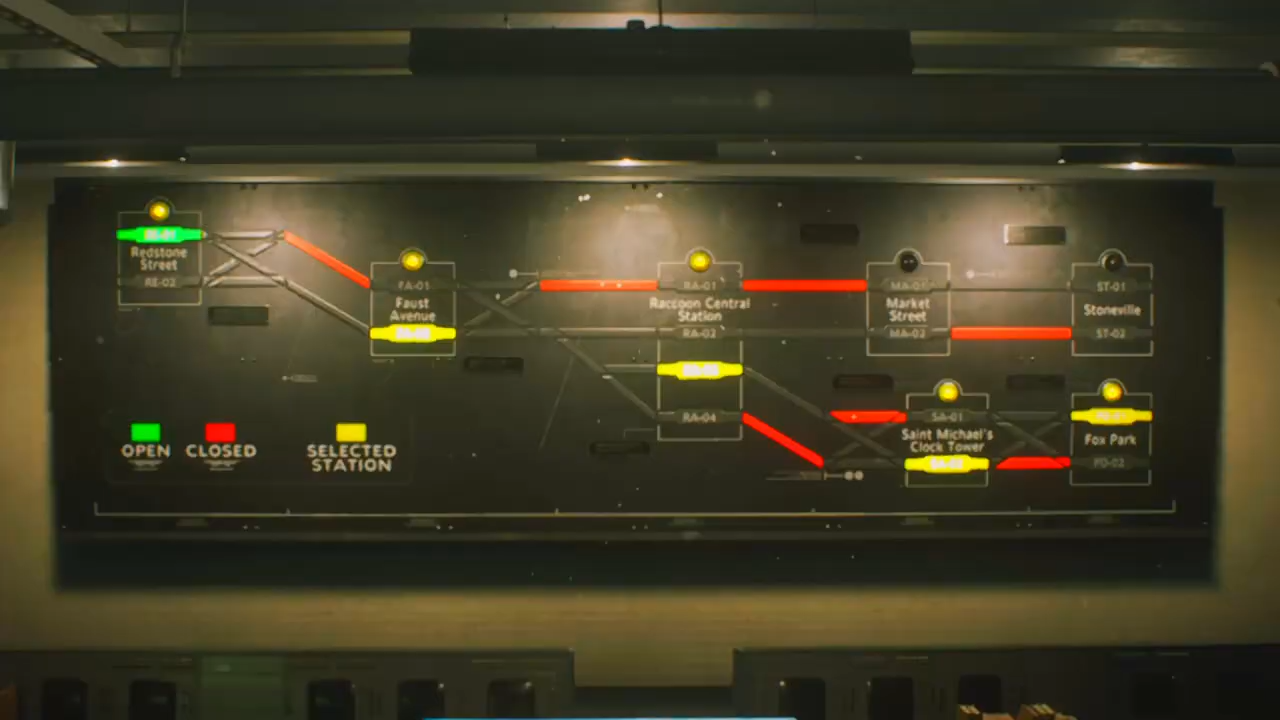 Redstone
Street
RE-02
FA-01
Faust
Avenue
RA-01
Raccoon Central
Station
RA-02
RA-04
MA-01
Market
Street
MA-02
ST-01
Stoneville
ST-02
SA-01
Saint Michael's
Clock Tower
Fox Park
FO-02
OPEN
CLOSED
SELECTED
STATION